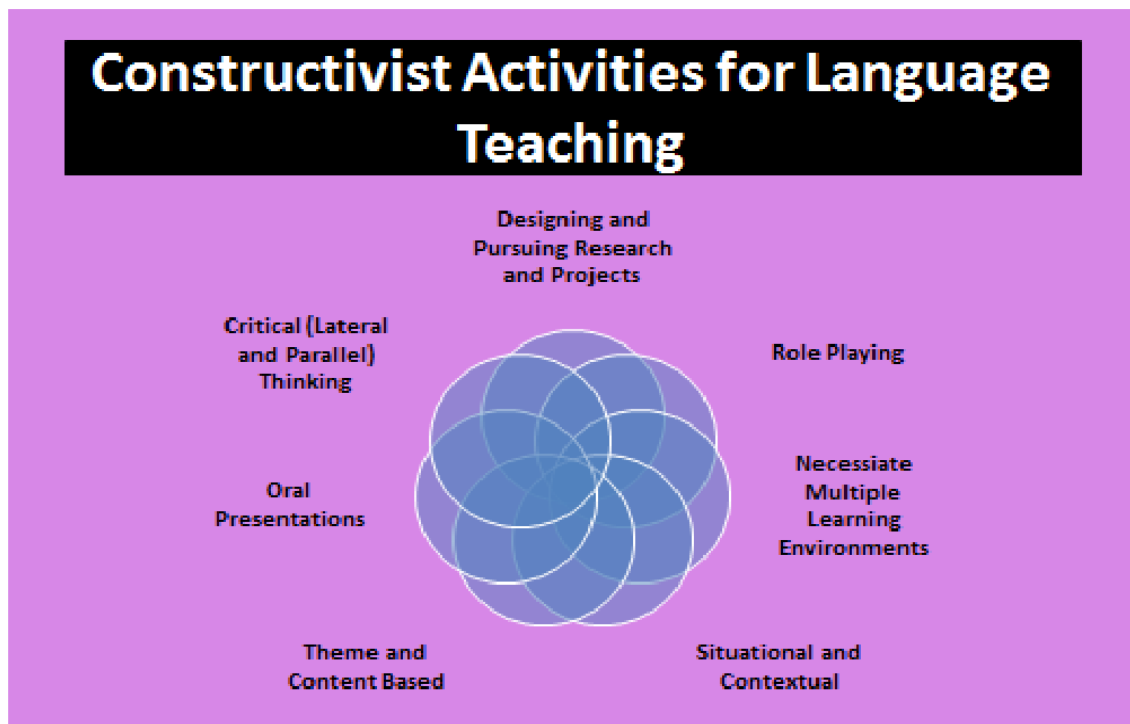 Constructivist Activities for Language
Teaching
Designing and
Pursuing Research
and Projects
Critical (Lateral
and Parallel)
Thinking
Role Playing
Oral
Presentations
Necessiate
Multiple
Learning
Environments
Theme and
Content Based
Situational and
Contextual